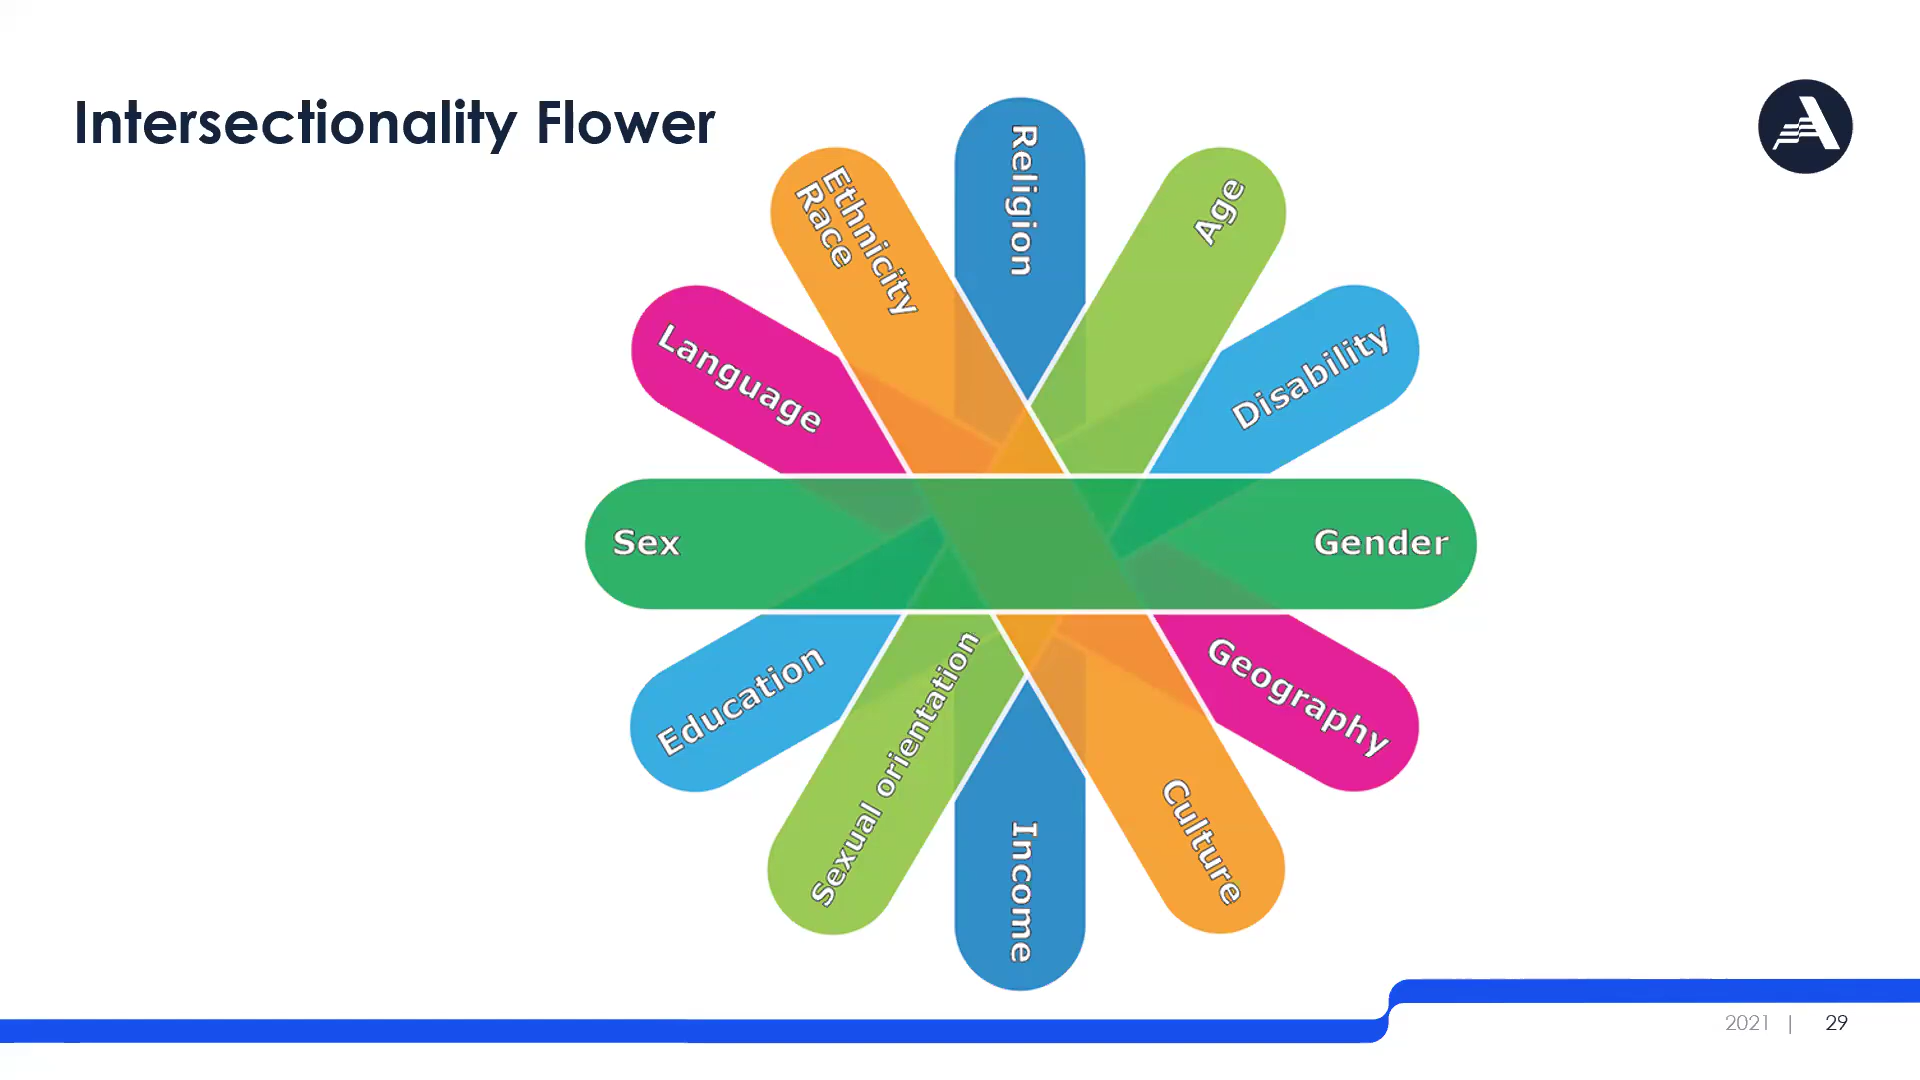 Intersectionality Flower
Religion
Age
Ethnicity
Race
Disability
Language
Sex
Gender
Education
Geography
Sexual orientation
Culture
Income
2021 | 29